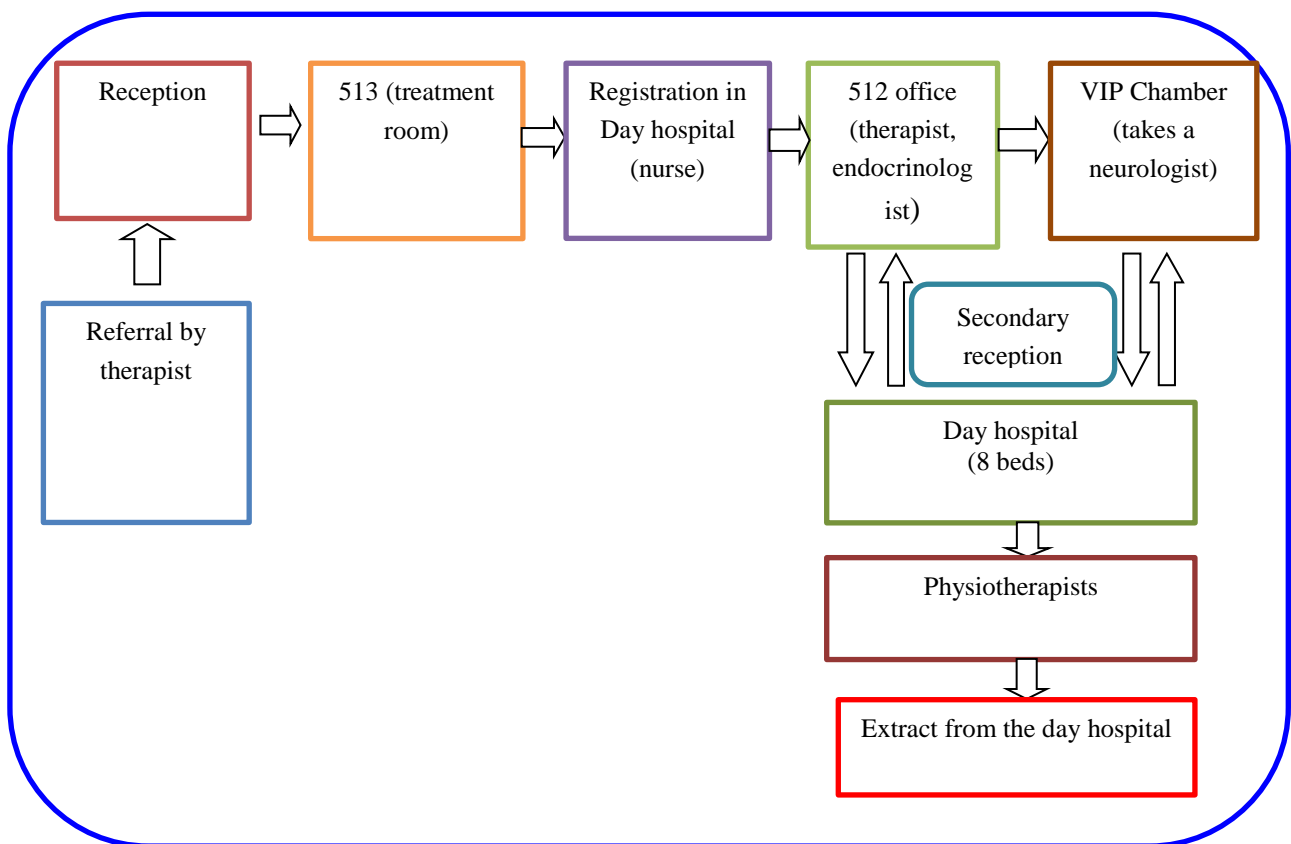 Reception
513 (treatment
room)
Registration in
Day hospital
(nurse)
512 office
(therapist,
endocrinolog
ist)
VIP Chamber
(takes a
neurologist)
Referral by
therapist
Secondary
reception
Day hospital
(8 beds)
Physiotherapists
Extract from the day hospital